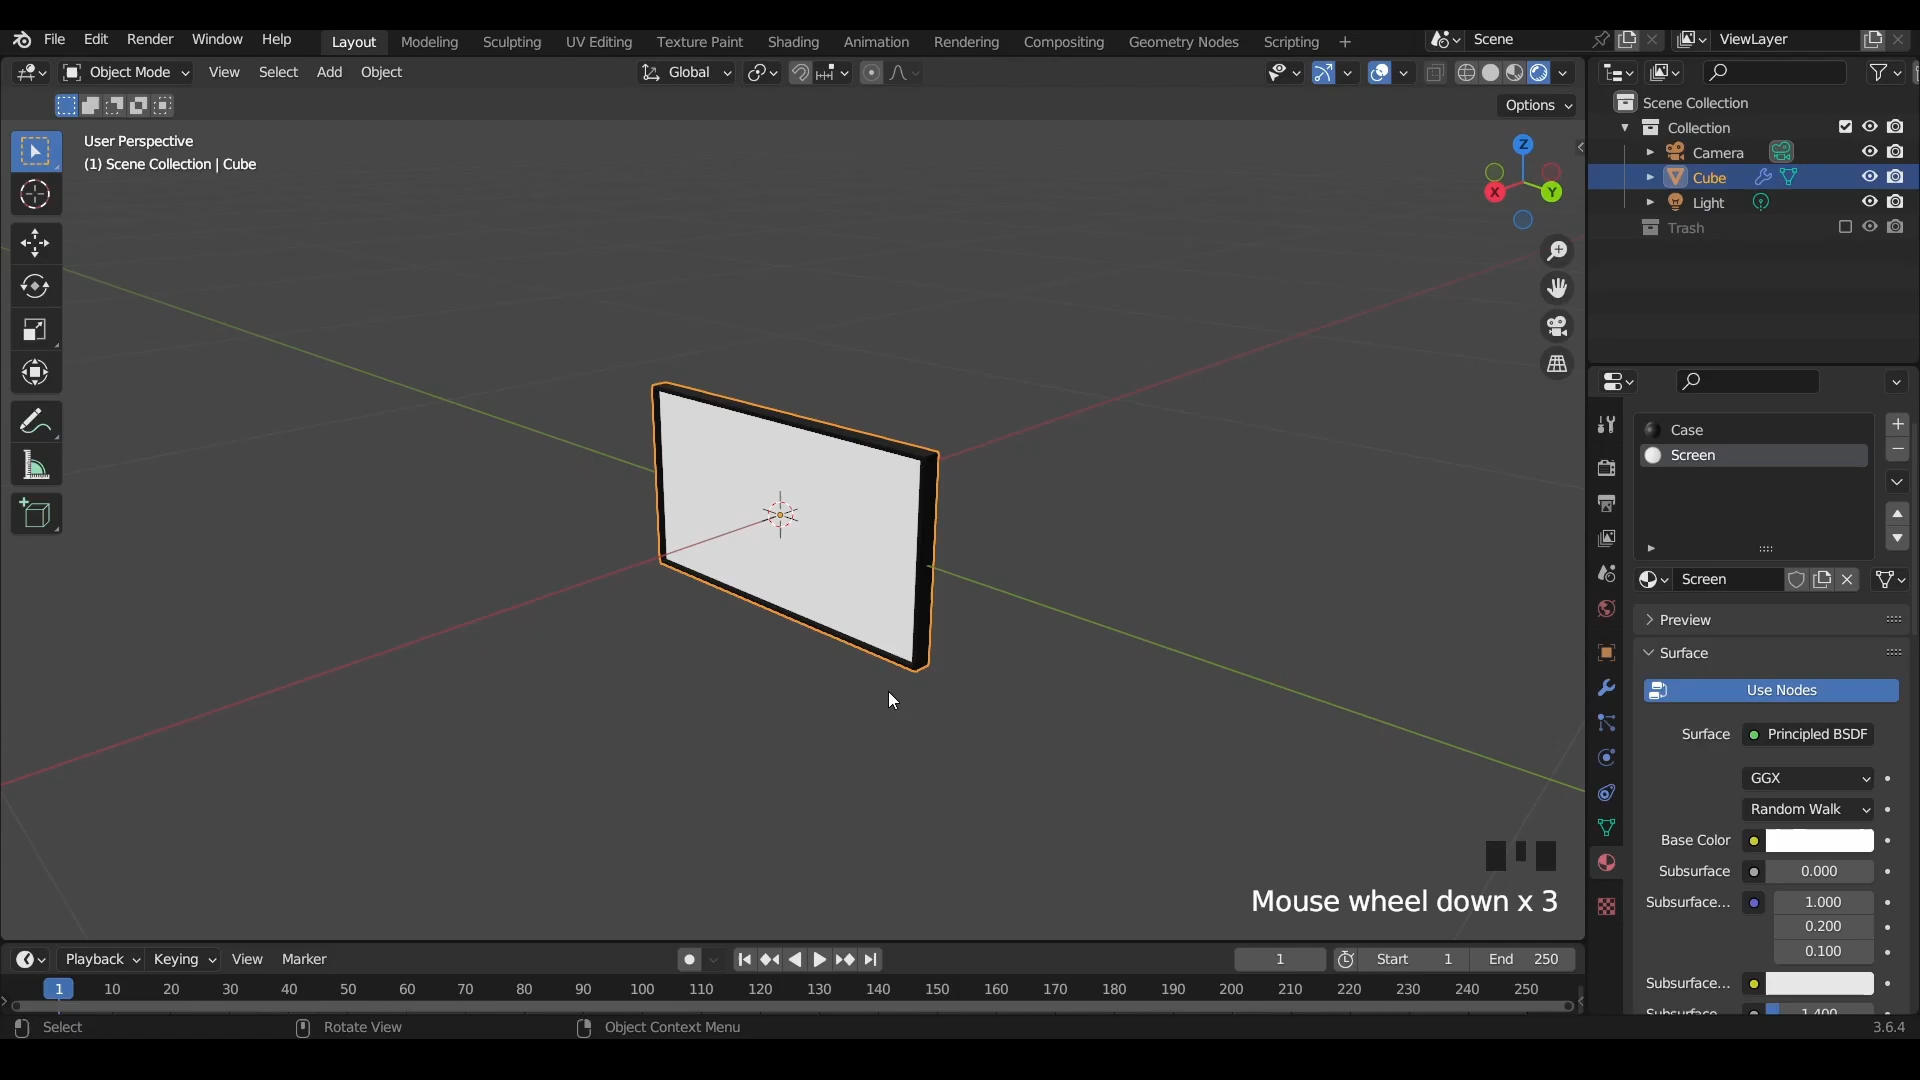 File Edit Render Window Help Layout Modeling Sculpting UV Editing Texture Paint Shading Animation Rendering Compositing Geometry Nodes Scripting + Scene ViewLayer
Object Mode View Select Add Object Global
Options
User Perspective
(1) Scene Collection | Cube
Z
X
Y
Scene Collection
Collection
Camera
Cube
Light
Trash
Case
Screen
Screen
Preview
Surface
Use Nodes
Surface Principled BSDF
GGX
Random Walk
Base Color
Subsurface 0.000
Subsurface... 1.000
0.200
0.100
Subsurface...
Mouse wheel down x 3
Playback Keying View Marker 1 Start 1 End 250
1 10 20 30 40 50 60 70 80 90 100 110 120 130 140 150 160 170 180 190 200 210 220 230 240 250
Select Rotate View Object Context Menu 3.6.4